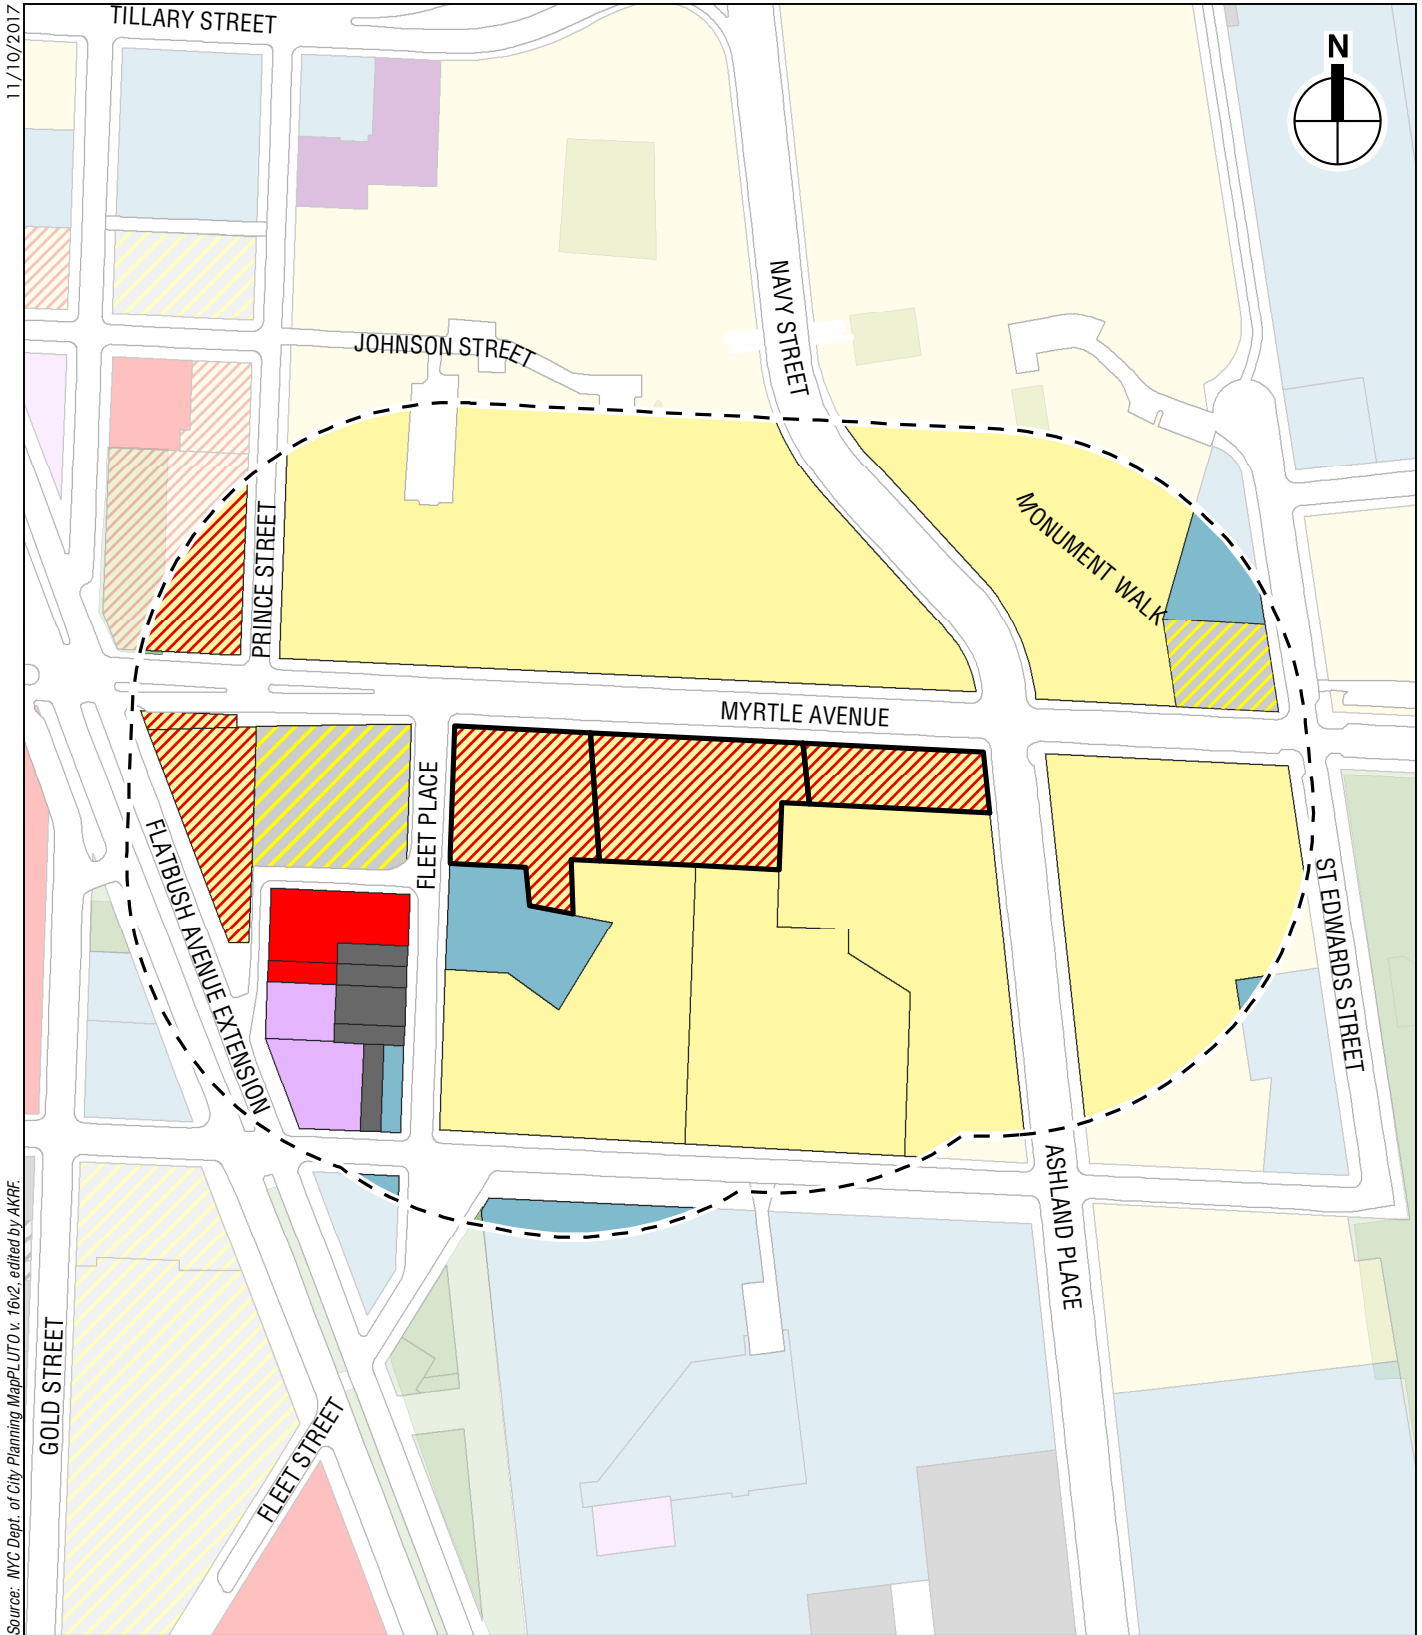 11/10/2017
TILLARY STREET
N
NAVY STREET
JOHNSON STREET
MONUMENT WALK
PRINCE STREET
MYRTLE AVENUE
FLEET PLACE
FLATBUSH AVENUE EXTENSION
ST EDWARDS STREET
ASHLAND PLACE
GOLD STREET
FLEET STREET
Source: NYC Dept. of City Planning MapPLUTO v. 16v2, edited by AKRF.